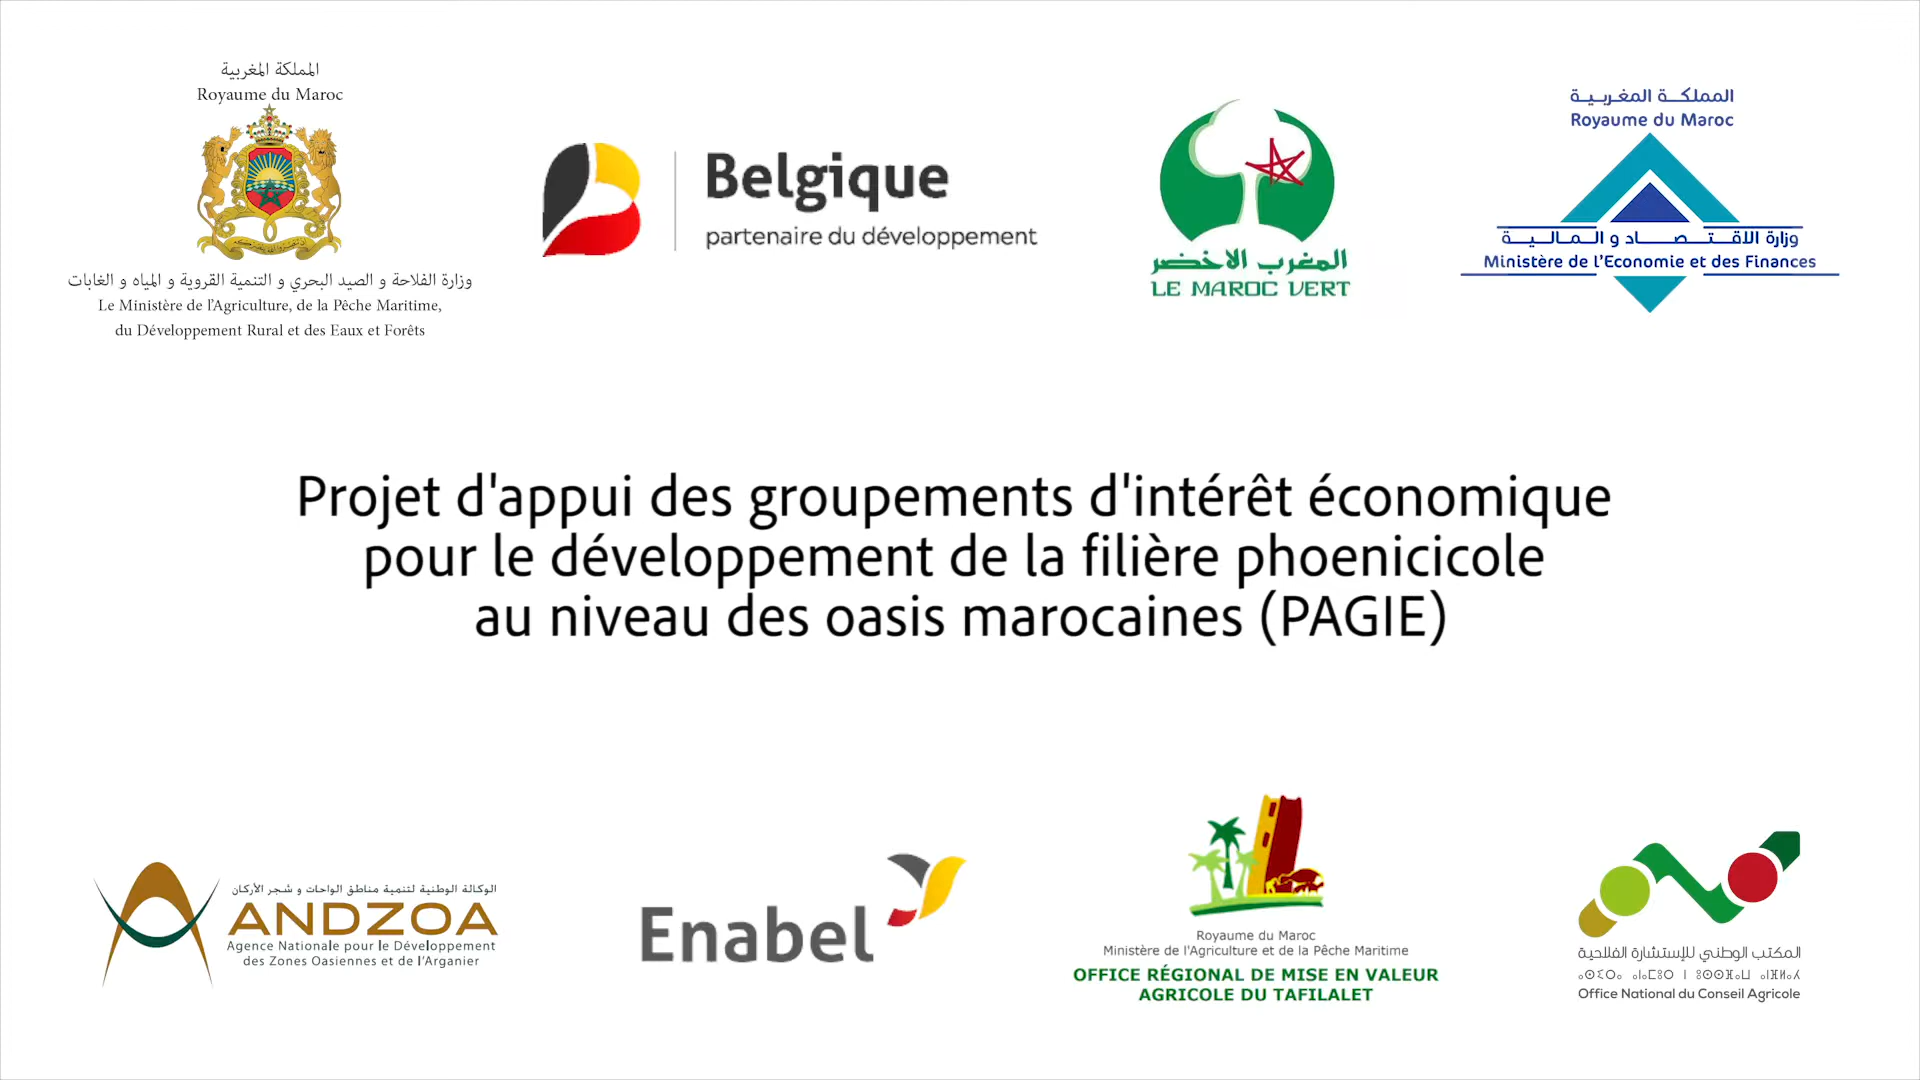 المملكة المغربية
Royaume du Maroc
وزارة الفلاحة و الصيد البحري و التنمية القروية و المياه و الغابات
Le Ministère de l'Agriculture, de la Pêche Maritime,
du Développement Rural et des Eaux et Forêts
Belgique
partenaire du développement
المغرب الاخضر
LE MAROC VERT
المملكـة المغـربيـة
Royaume du Maroc
وزارة الاقـتـصـاد و الـمـالـيـة
Ministère de l'Economie et des Finances
Projet d'appui des groupements d'intérêt économique
pour le développement de la filière phoenicicole
au niveau des oasis marocaines (PAGIE)
الوكالة الوطنية لتنمية مناطق الواحات و شجر الأركان
ANDZOA
Agence Nationale pour le Développement
des Zones Oasiennes et de l'Arganier
Enabel
Royaume du Maroc
Ministère de l'Agriculture et de la Pêche Maritime
OFFICE RÉGIONAL DE MISE EN VALEUR
AGRICOLE DU TAFILALET
المكتب الوطني للإستشارة الفلاحية
Office National du Conseil Agricole